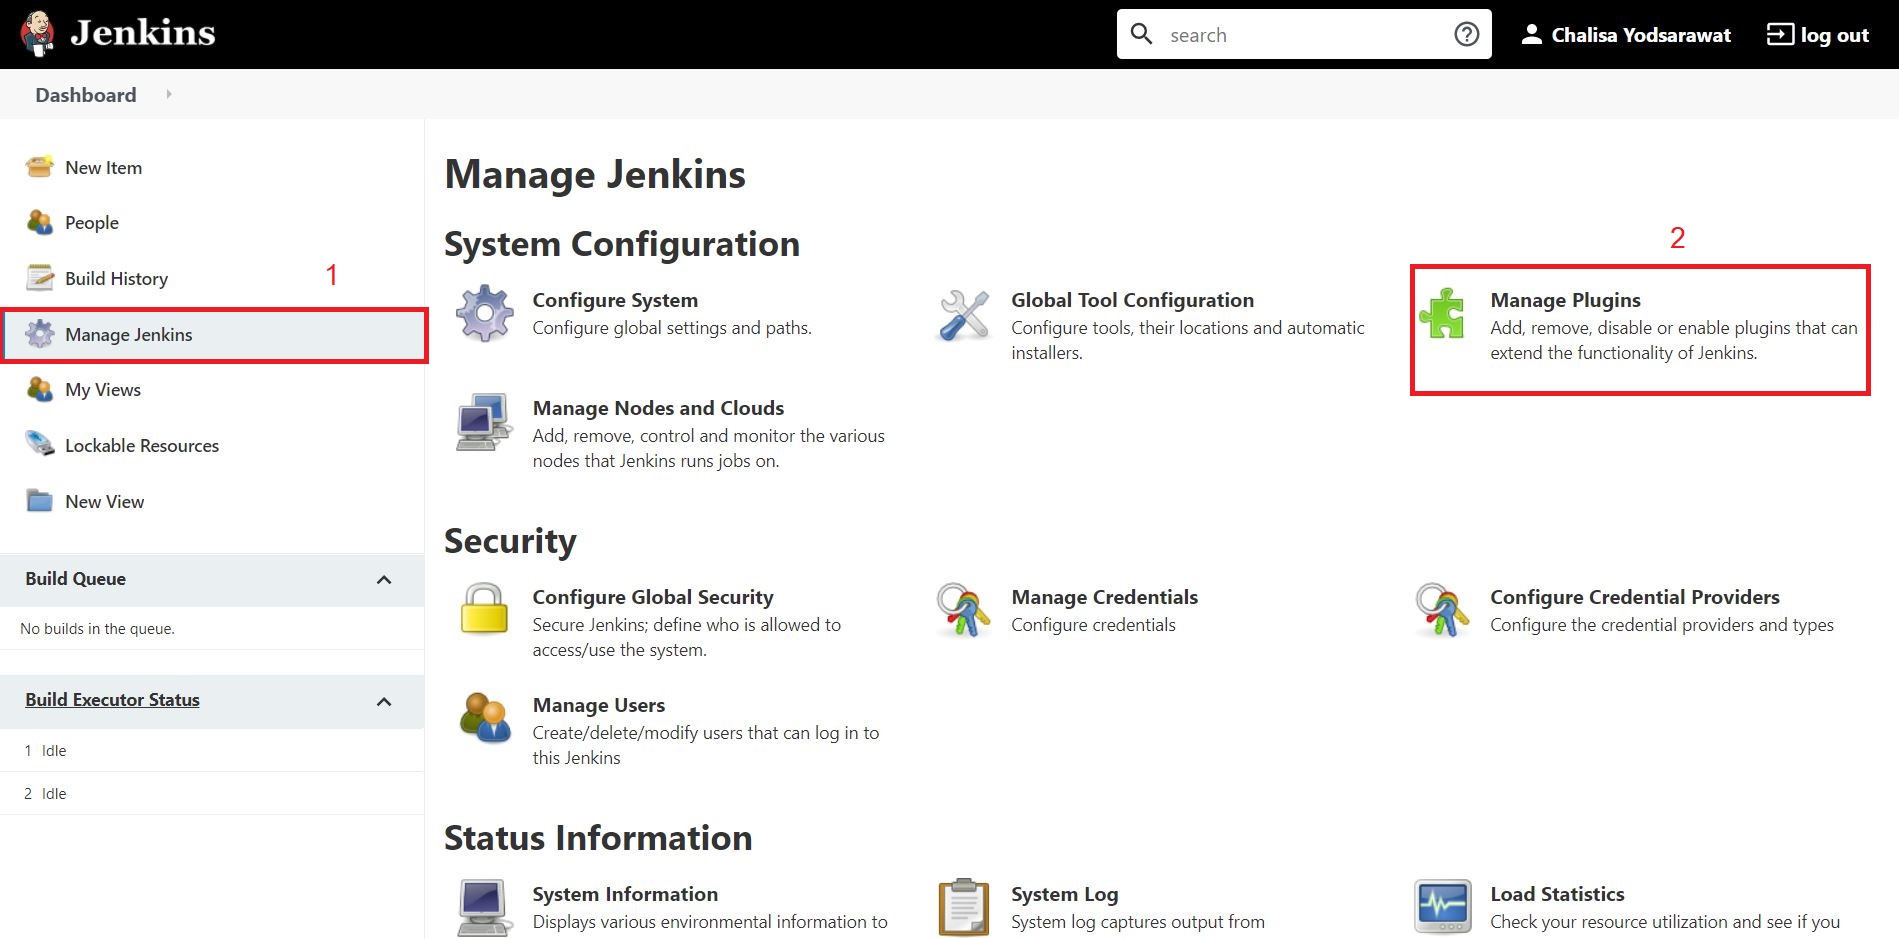 Jenkins
search
Chalisa Yodsarawat
log out
Dashboard
New Item
People
Build History
1
Manage Jenkins
My Views
Lockable Resources
New View
Build Queue
No builds in the queue.
Build Executor Status
1 Idle
2 Idle
Manage Jenkins
System Configuration
Configure System
Configure global settings and paths.
Global Tool Configuration
Configure tools, their locations and automatic
installers.
2
Manage Plugins
Add, remove, disable or enable plugins that can
extend the functionality of Jenkins.
Manage Nodes and Clouds
Add, remove, control and monitor the various
nodes that Jenkins runs jobs on.
Security
Configure Global Security
Secure Jenkins; define who is allowed to
access/use the system.
Manage Credentials
Configure credentials
Configure Credential Providers
Configure the credential providers and types
Manage Users
Create/delete/modify users that can log in to
this Jenkins
Status Information
System Information
Displays various environmental information to
System Log
System log captures output from
Load Statistics
Check your resource utilization and see if you